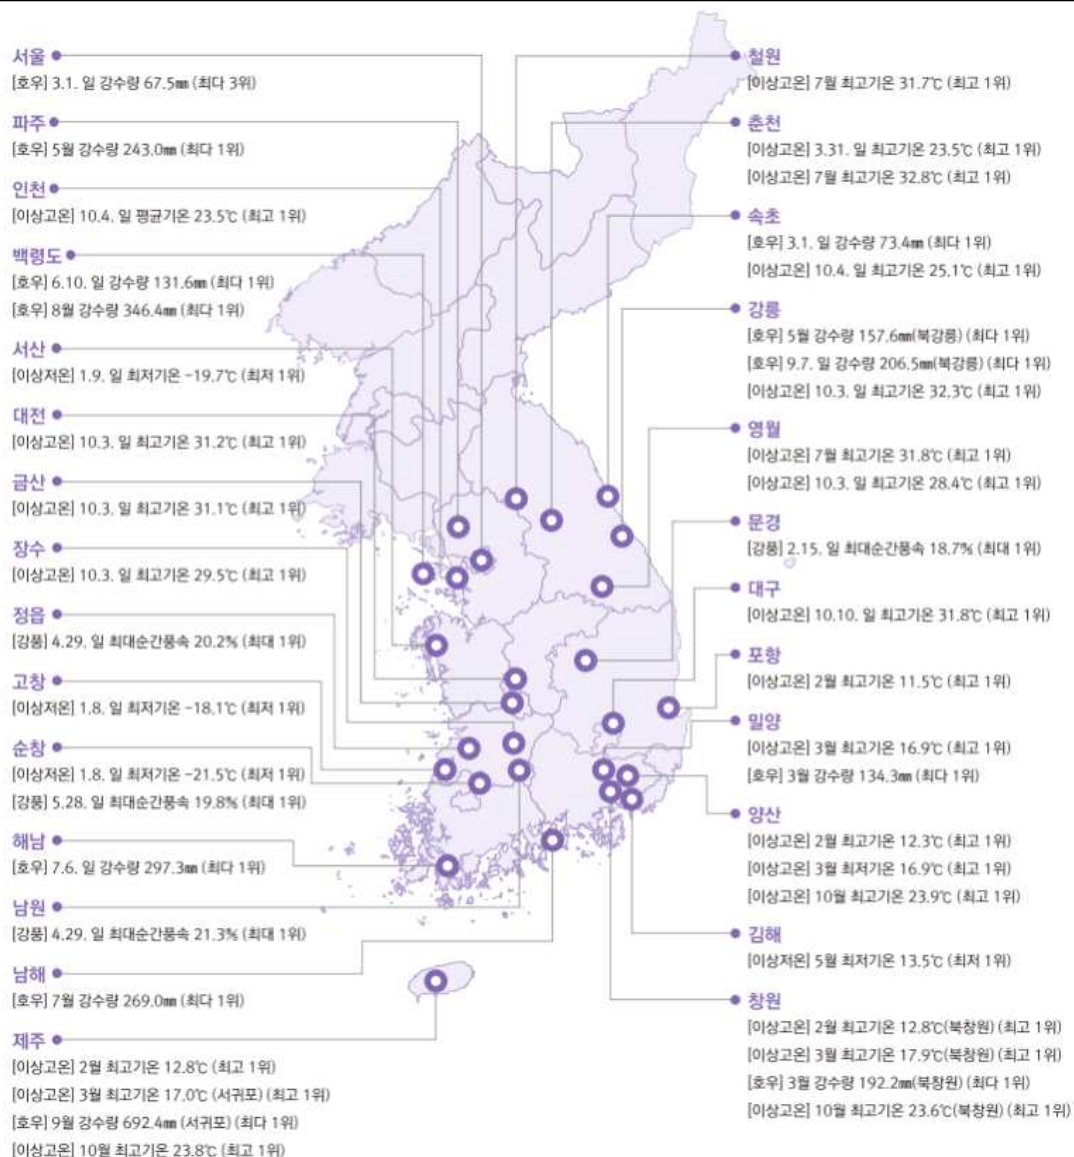 서울
[호우] 3.1. 일 강수량 67.5㎜ (최다 3위)
파주
[호우] 5월 강수량 243.0㎜ (최다 1위)
인천
[이상고온] 10.4. 일 평균기온 23.5℃ (최고 1위)
백령도
[호우] 6.10. 일 강수량 131.6㎜ (최다 1위)
[호우] 8월 강수량 346.4㎜ (최다 1위)
서산
[이상저온] 1.9. 일 최저기온 -19.7℃ (최저 1위)
대전
[이상고온] 10.3. 일 최고기온 31.2℃ (최고 1위)
금산
[이상고온] 10.3. 일 최고기온 31.1℃ (최고 1위)
장수
[이상고온] 10.3. 일 최고기온 29.5℃ (최고 1위)
정읍
[강풍] 4.29. 일 최대순간풍속 20.2% (최대 1위)
고창
[이상저온] 1.8. 일 최저기온 -18.1℃ (최저 1위)
순창
[이상저온] 1.8. 일 최저기온 -21.5℃ (최저 1위)
[강풍] 5.28. 일 최대순간풍속 19.8% (최대 1위)
해남
[호우] 7.6. 일 강수량 297.3㎜ (최다 1위)
남원
[강풍] 4.29. 일 최대순간풍속 21.3% (최대 1위)
남해
[호우] 7월 강수량 269.0㎜ (최다 1위)
제주
[이상고온] 2월 최고기온 12.8℃ (최고 1위)
[이상고온] 3월 최고기온 17.0℃ (서귀포) (최고 1위)
[호우] 9월 강수량 692.4㎜ (서귀포) (최다 1위)
[이상고온] 10월 최고기온 23.8℃ (최고 1위)
철원
[이상고온] 7월 최고기온 31.7℃ (최고 1위)
춘천
[이상고온] 3.31. 일 최고기온 23.5℃ (최고 1위)
[이상고온] 7월 최고기온 32.8℃ (최고 1위)
속초
[호우] 3.1. 일 강수량 73.4㎜ (최다 1위)
[이상고온] 10.4. 일 최고기온 25.1℃ (최고 1위)
강릉
[호우] 5월 강수량 157.6㎜(북강릉) (최다 1위)
[호우] 9.7. 일 강수량 206.5㎜(북강릉) (최다 1위)
[이상고온] 10.3. 일 최고기온 32.3℃ (최고 1위)
영월
[이상고온] 7월 최고기온 31.8℃ (최고 1위)
[이상고온] 10.3. 일 최고기온 28.4℃ (최고 1위)
문경
[강풍] 2.15. 일 최대순간풍속 18.7% (최대 1위)
대구
[이상고온] 10.10. 일 최고기온 31.8℃ (최고 1위)
포항
[이상고온] 2월 최고기온 11.5℃ (최고 1위)
밀양
[이상고온] 3월 최고기온 16.9℃ (최고 1위)
[호우] 3월 강수량 134.3㎜ (최다 1위)
양산
[이상고온] 2월 최고기온 12.3℃ (최고 1위)
[이상고온] 3월 최저기온 16.9℃ (최고 1위)
[이상고온] 10월 최고기온 23.9℃ (최고 1위)
김해
[이상저온] 5월 최저기온 13.5℃ (최저 1위)
창원
[이상고온] 2월 최고기온 12.8℃(북창원) (최고 1위)
[이상고온] 3월 최고기온 17.9℃(북창원) (최고 1위)
[호우] 3월 강수량 192.2㎜(북창원) (최다 1위)
[이상고온] 10월 최고기온 23.6℃(북창원) (최고 1위)